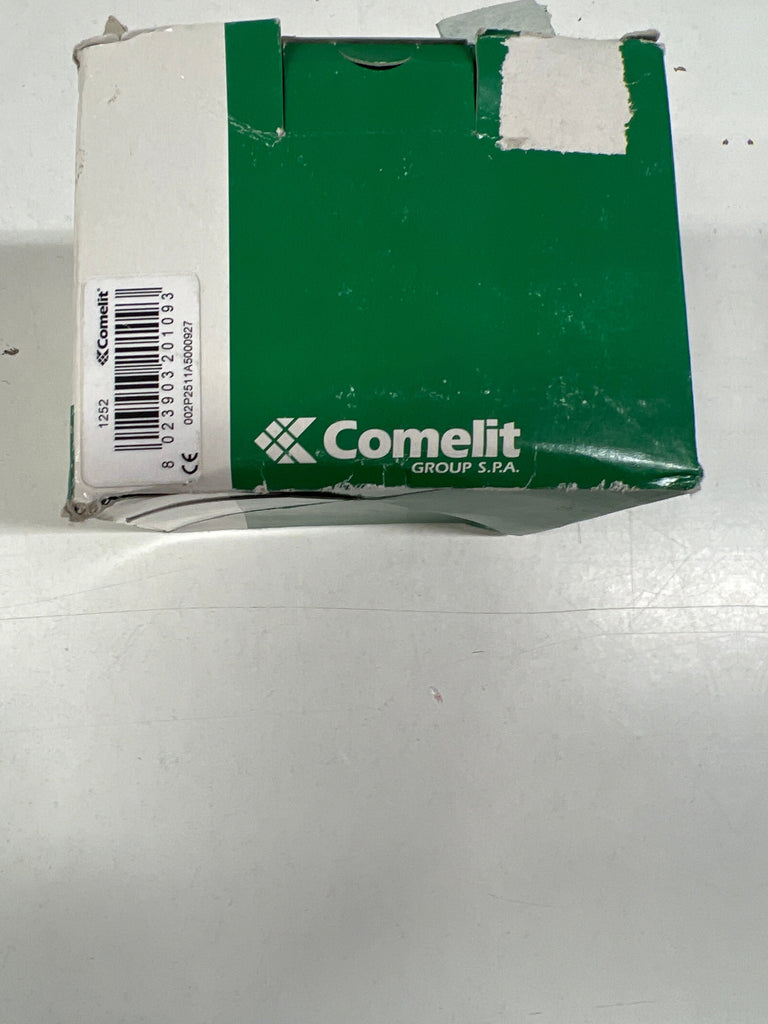 Comelit®
1252
8 023903 201093
002P2511A5000927
CE
Comelit
GROUP S.P.A.